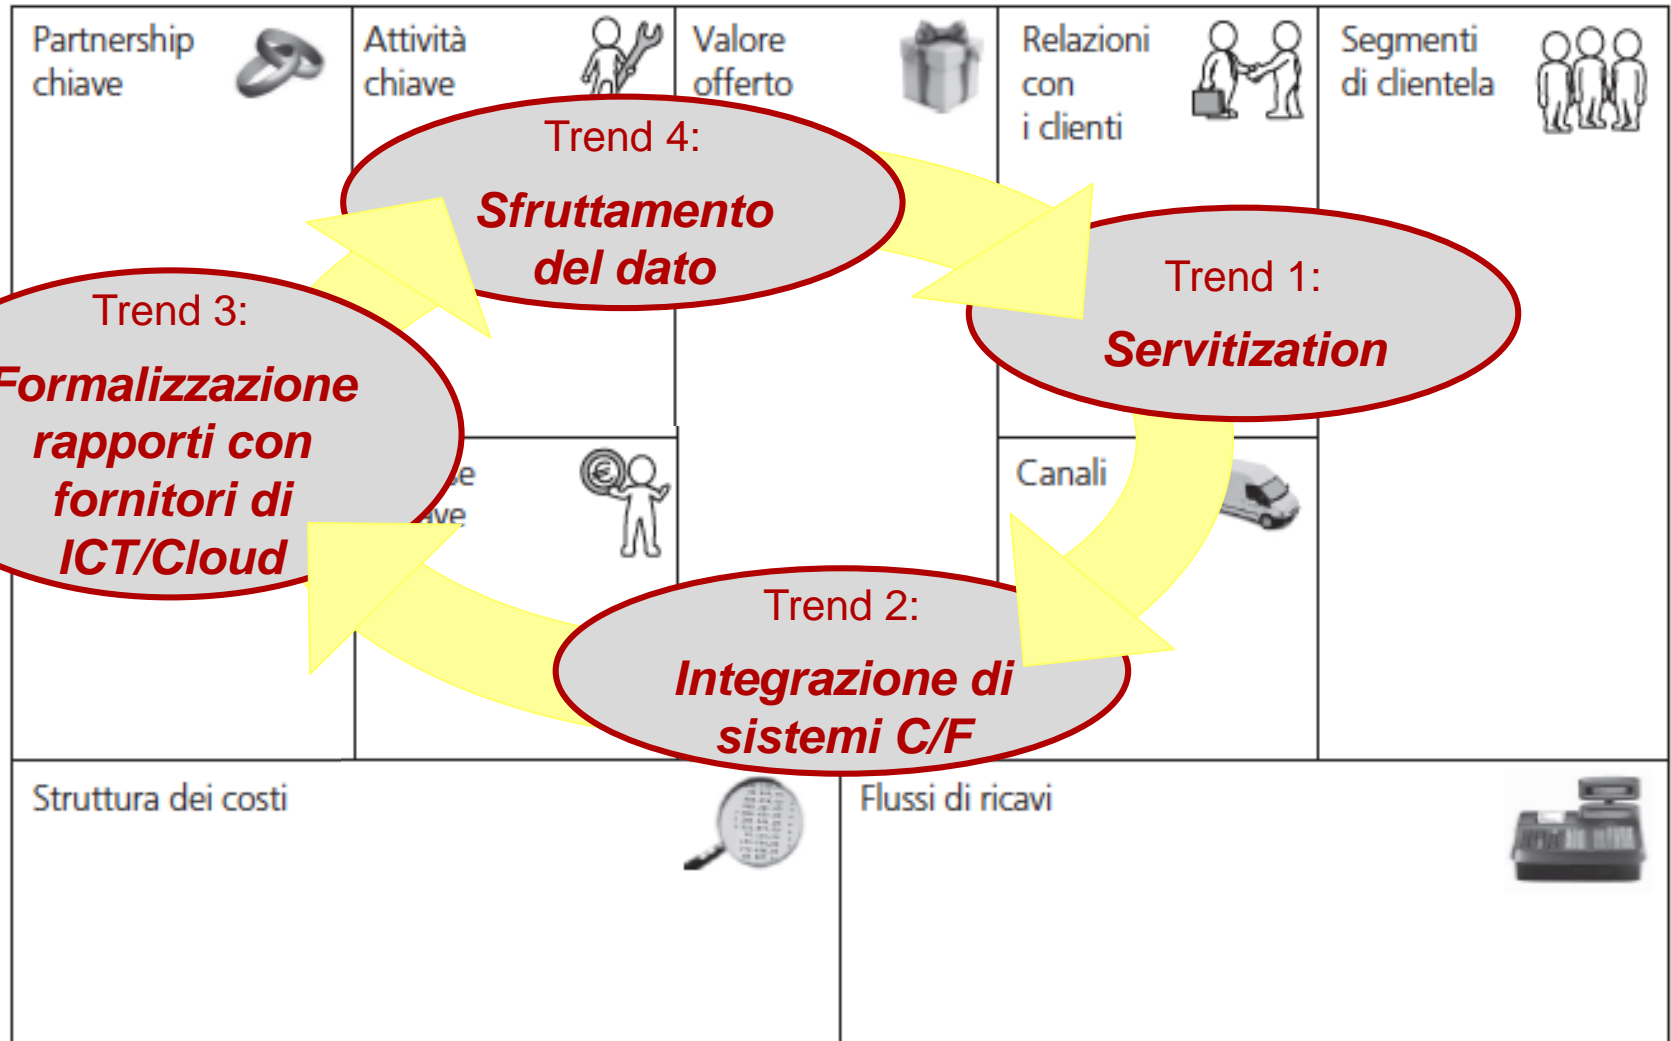 Partnership
chiave
Attività
chiave
Valore
offerto
Relazioni
con
i clienti
Segmenti
di clientela
Trend 4:
Sfruttamento
del dato
Trend 1:
Servitization
Trend 3:
Formalizzazione
rapporti con
fornitori di
ICT/Cloud
Canali
Trend 2:
Integrazione di
sistemi C/F
Struttura dei costi
Flussi di ricavi